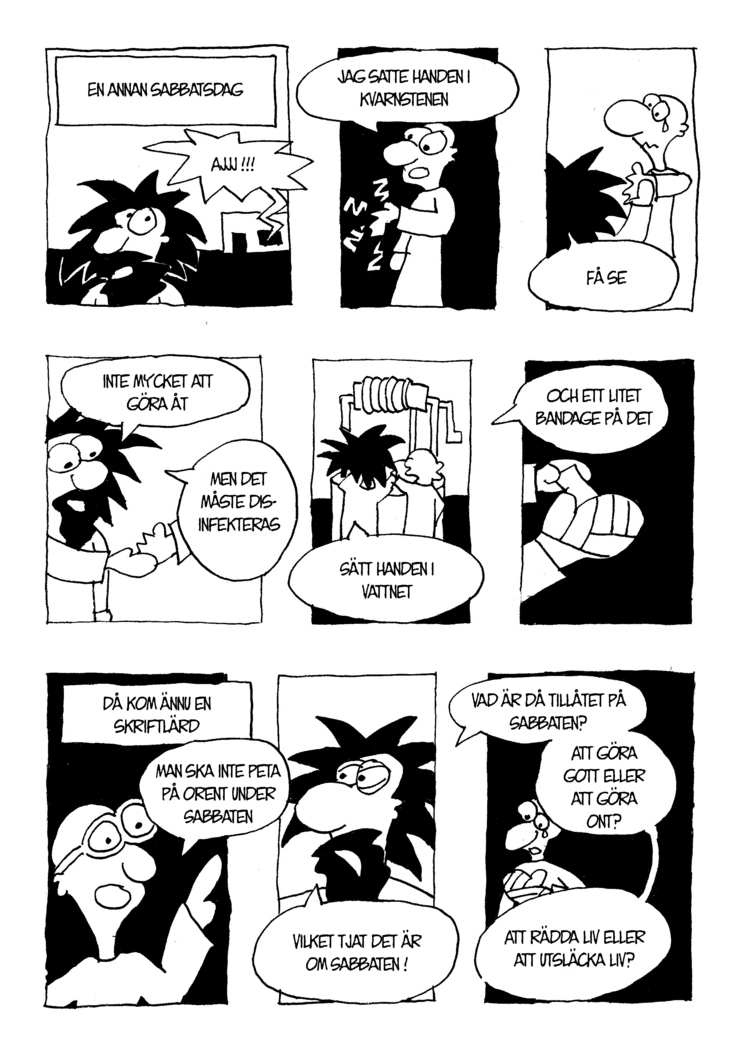 EN ANNAN SABBATSDAG
AJJJ !!!
JAG SATTE HANDEN I
KVARNSTENEN
FÅ SE
INTE MYCKET ATT
GÖRA ÅT
MEN DET
MÅSTE DIS-
INFEKTERAS
SÄTT HANDEN I
VATTNET
OCH ETT LITET
BANDAGE PÅ DET
DÅ KOM ÄNNU EN
SKRIFTLÄRD
MAN SKA INTE PETA
PÅ ORENT UNDER
SABBATEN
VILKET TJAT DET ÄR
OM SABBATEN !
VAD ÄR DÅ TILLÅTET PÅ
SABBATEN?
ATT GÖRA
GOTT ELLER
ATT GÖRA
ONT?
ATT RÄDDA LIV ELLER
ATT UTSLÄCKA LIV?